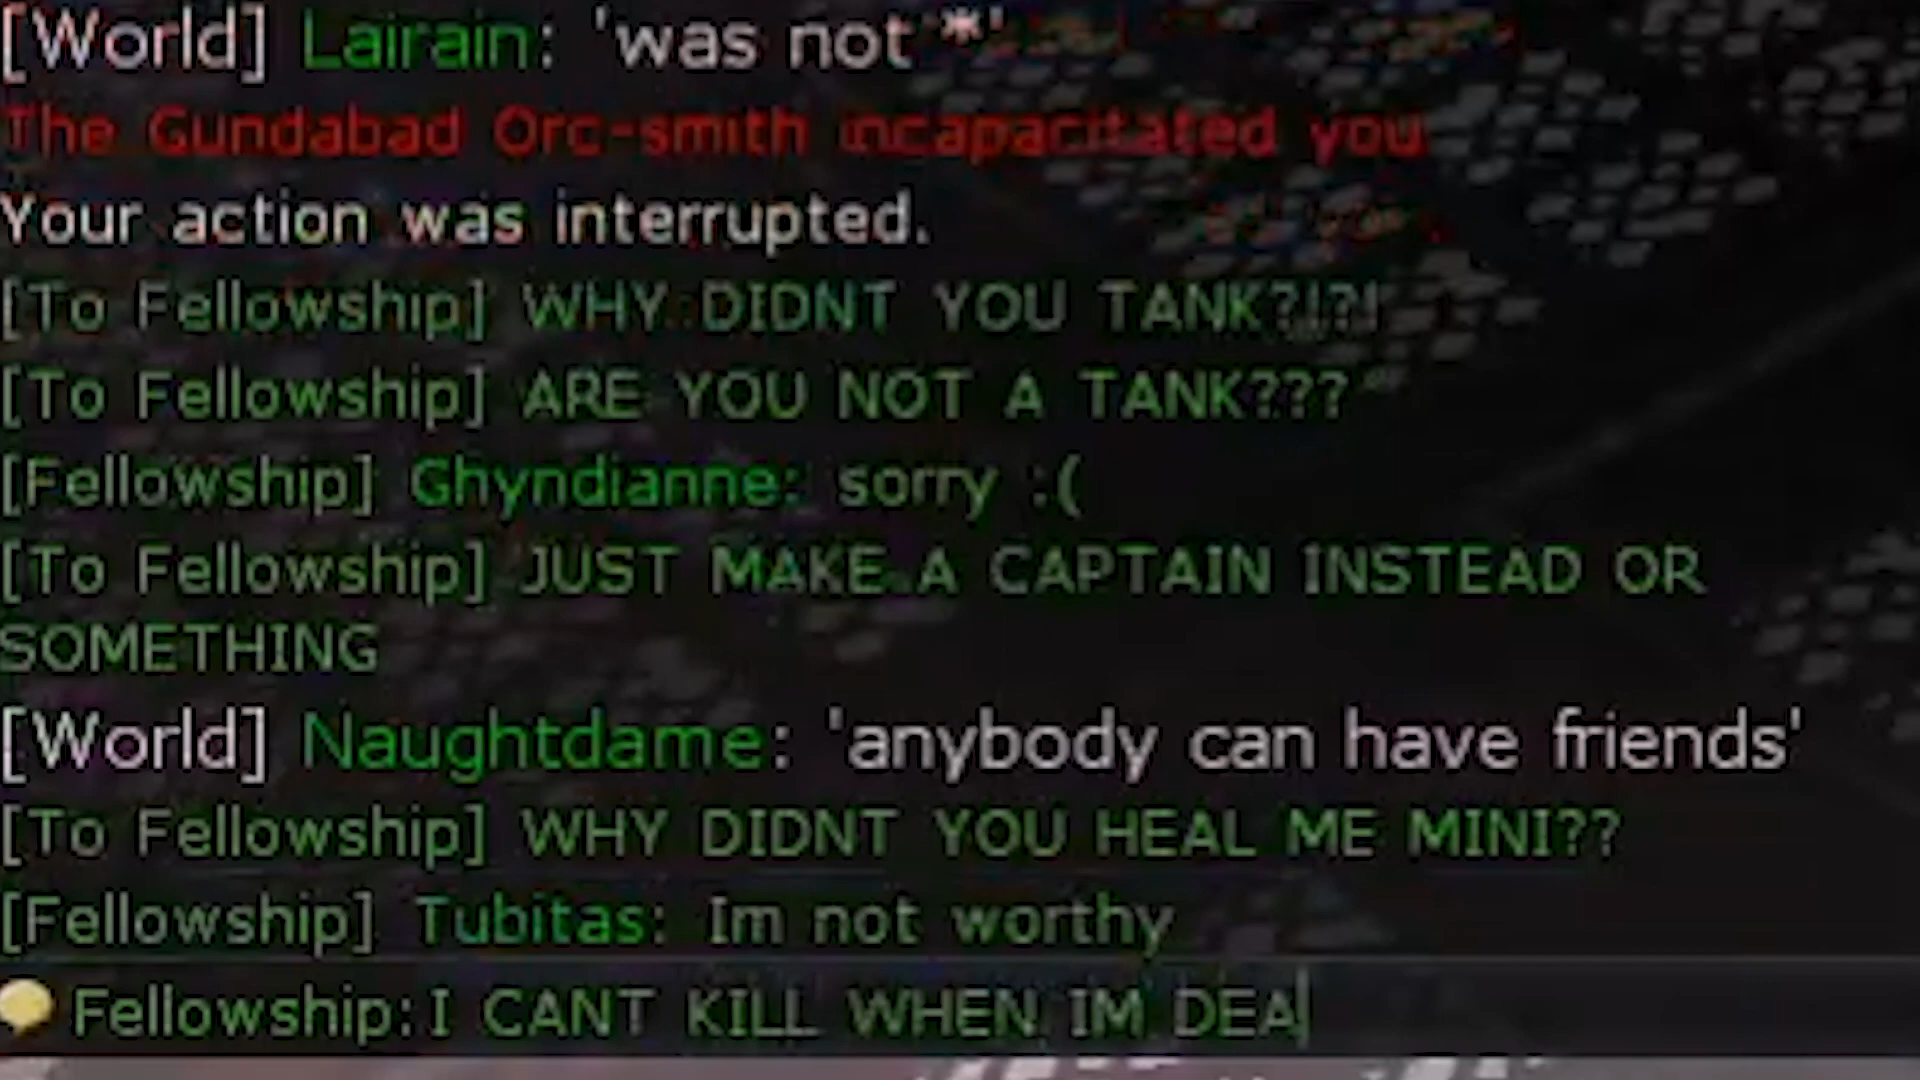 [World] Lairain: 'was not *'
The Gundabad Orc-smith incapacitated you
Your action was interrupted.
[To Fellowship] WHY DIDNT YOU TANK?!?!
[To Fellowship] ARE YOU NOT A TANK???
[Fellowship] Ghyndianne: sorry :(
[To Fellowship] JUST MAKE A CAPTAIN INSTEAD OR
SOMETHING
[World] Naughtdame: 'anybody can have friends'
[To Fellowship] WHY DIDNT YOU HEAL ME MINI??
[Fellowship] Tubitas: Im not worthy
Fellowship: I CANT KILL WHEN IM DEA